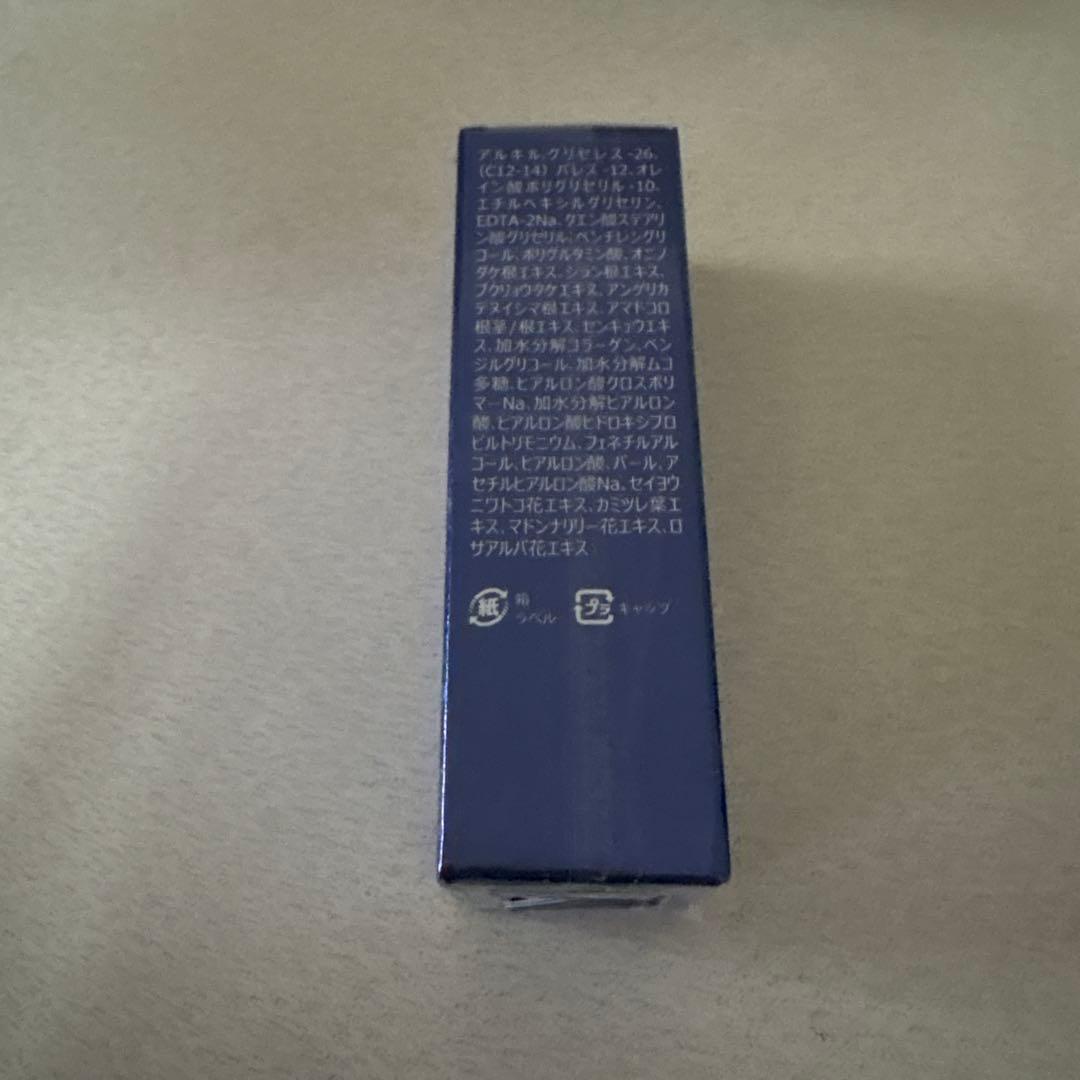 アルキル、グリセレス-26、
(C12-14) パレス-12、オレ
イン酸ポリグリセリル-10、
エチルヘキシルグリセリン、
EDTA-2Na、クエン酸ステアリ
ン酸グリセリル、ペンチレングリ
コール、ポリグルタミン酸、オニノ
ダケ根エキス、ジョン根エキス、
ブクリョウタケエキス、アンゲリカ
テヌイシマ根エキス、アマドコロ
根茎/根エキス、センキュウエキ
ス、加水分解コラーゲン、ベン
ジルグリコール、加水分解ムコ
多糖、ヒアルロン酸クロスポリ
マーNa、加水分解ヒアルロン
酸、ヒアルロン酸ヒドロキシプロ
ピルトリモニウム、フェネチルアル
コール、ヒアルロン酸、パール、ア
セチルヒアルロン酸Na、セイヨウ
ニワトコ花エキス、カミツレ葉エ
キス、マドンナリリー花エキス、ロ
サアルバ花エキス
紙 箱 ラベル プラ キャップ